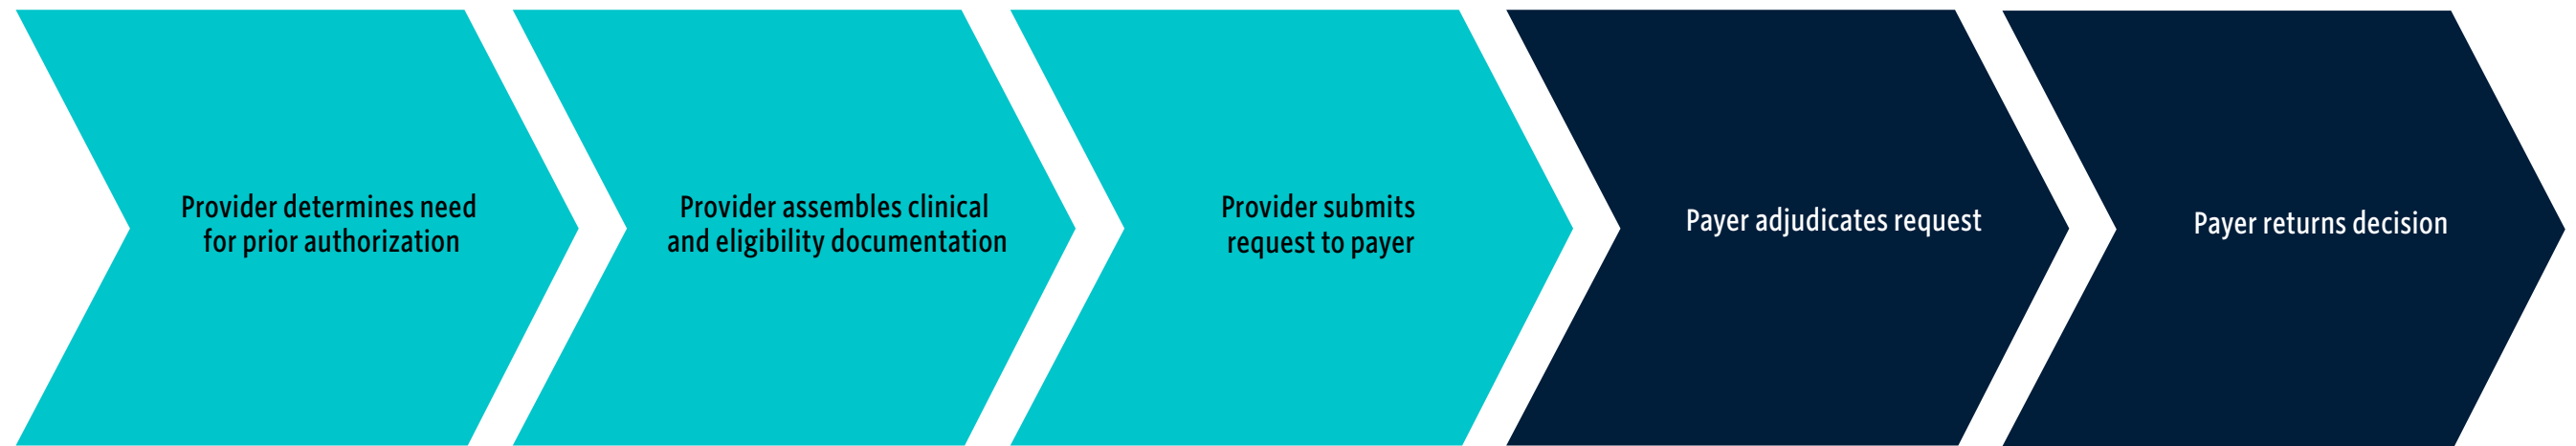 Provider determines need
for prior authorization
Provider assembles clinical
and eligibility documentation
Provider submits
request to payer
Payer adjudicates request
Payer returns decision